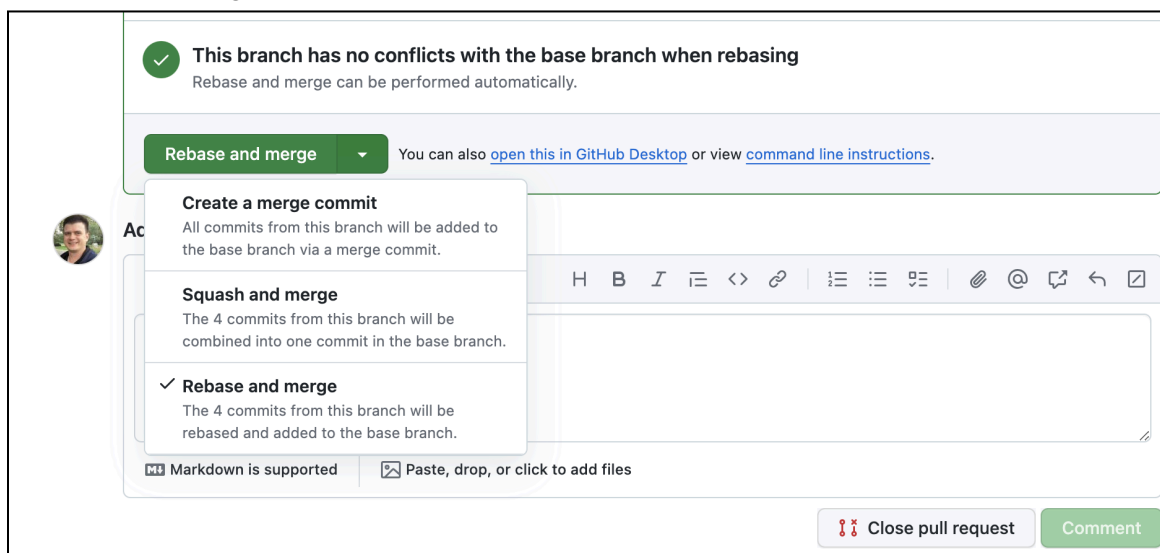 This branch has no conflicts with the base branch when rebasing
Rebase and merge can be performed automatically.
Rebase and merge
You can also open this in GitHub Desktop or view command line instructions.
Create a merge commit
All commits from this branch will be added to
the base branch via a merge commit.
Squash and merge
The 4 commits from this branch will be
combined into one commit in the base branch.
Rebase and merge
The 4 commits from this branch will be
rebased and added to the base branch.
Markdown is supported
Paste, drop, or click to add files
Close pull request
Comment